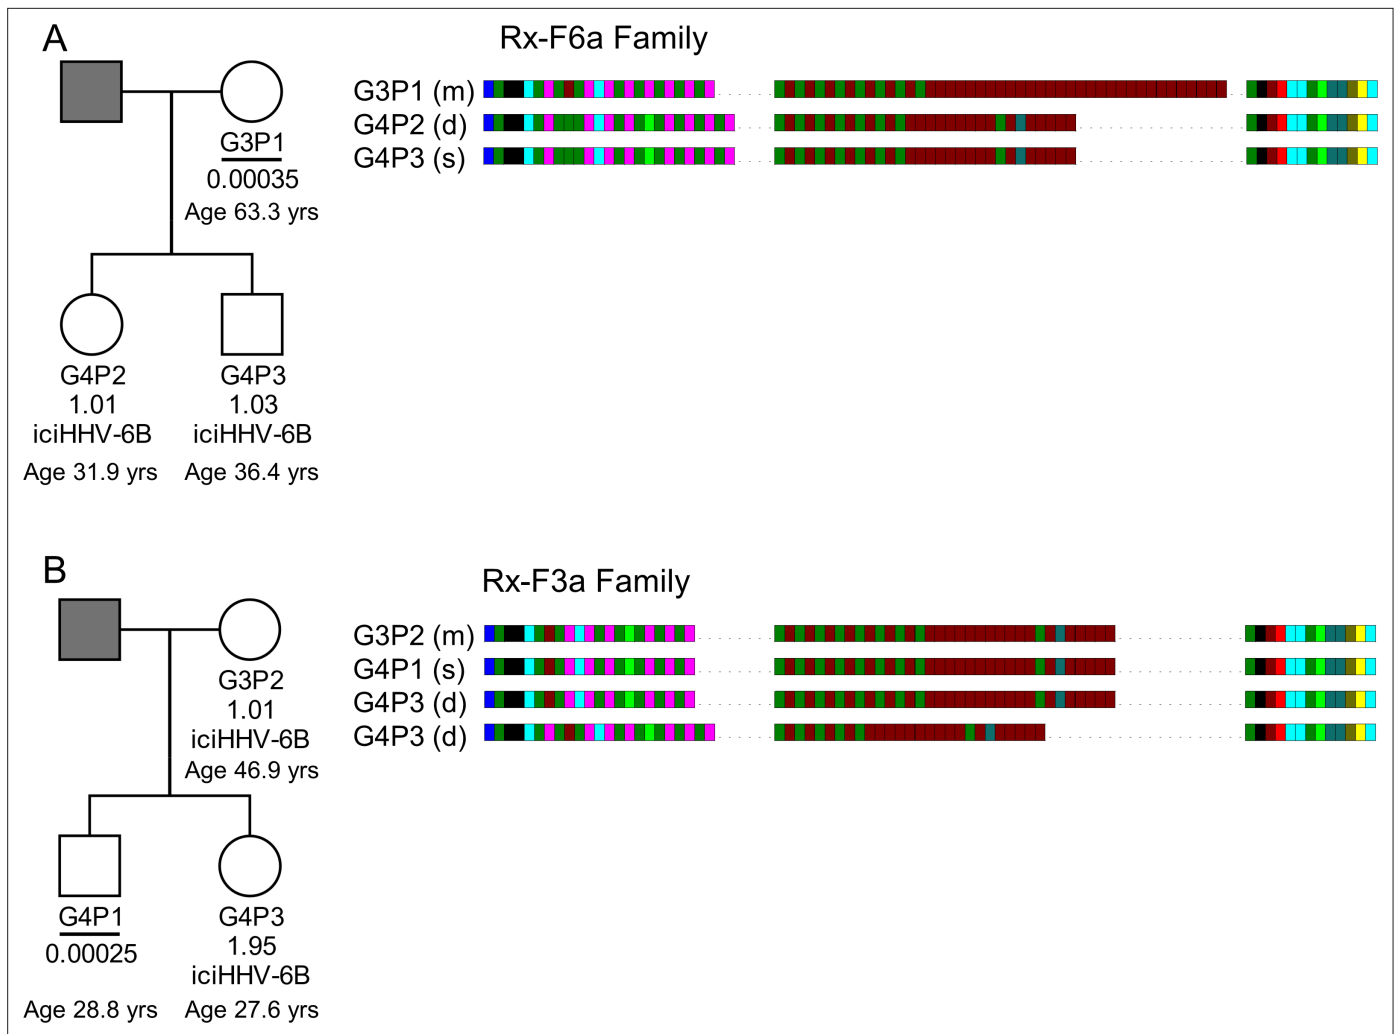 A
Rx-F6a Family
G3P1
0.00035
Age 63.3 yrs
G4P2
1.01
iciHHV-6B
Age 31.9 yrs
G4P3
1.03
iciHHV-6B
Age 36.4 yrs
G3P1 (m)
G4P2 (d)
G4P3 (s)
B
Rx-F3a Family
G3P2
1.01
iciHHV-6B
Age 46.9 yrs
G4P1
0.00025
Age 28.8 yrs
G4P3
1.95
iciHHV-6B
Age 27.6 yrs
G3P2 (m)
G4P1 (s)
G4P3 (d)
G4P3 (d)